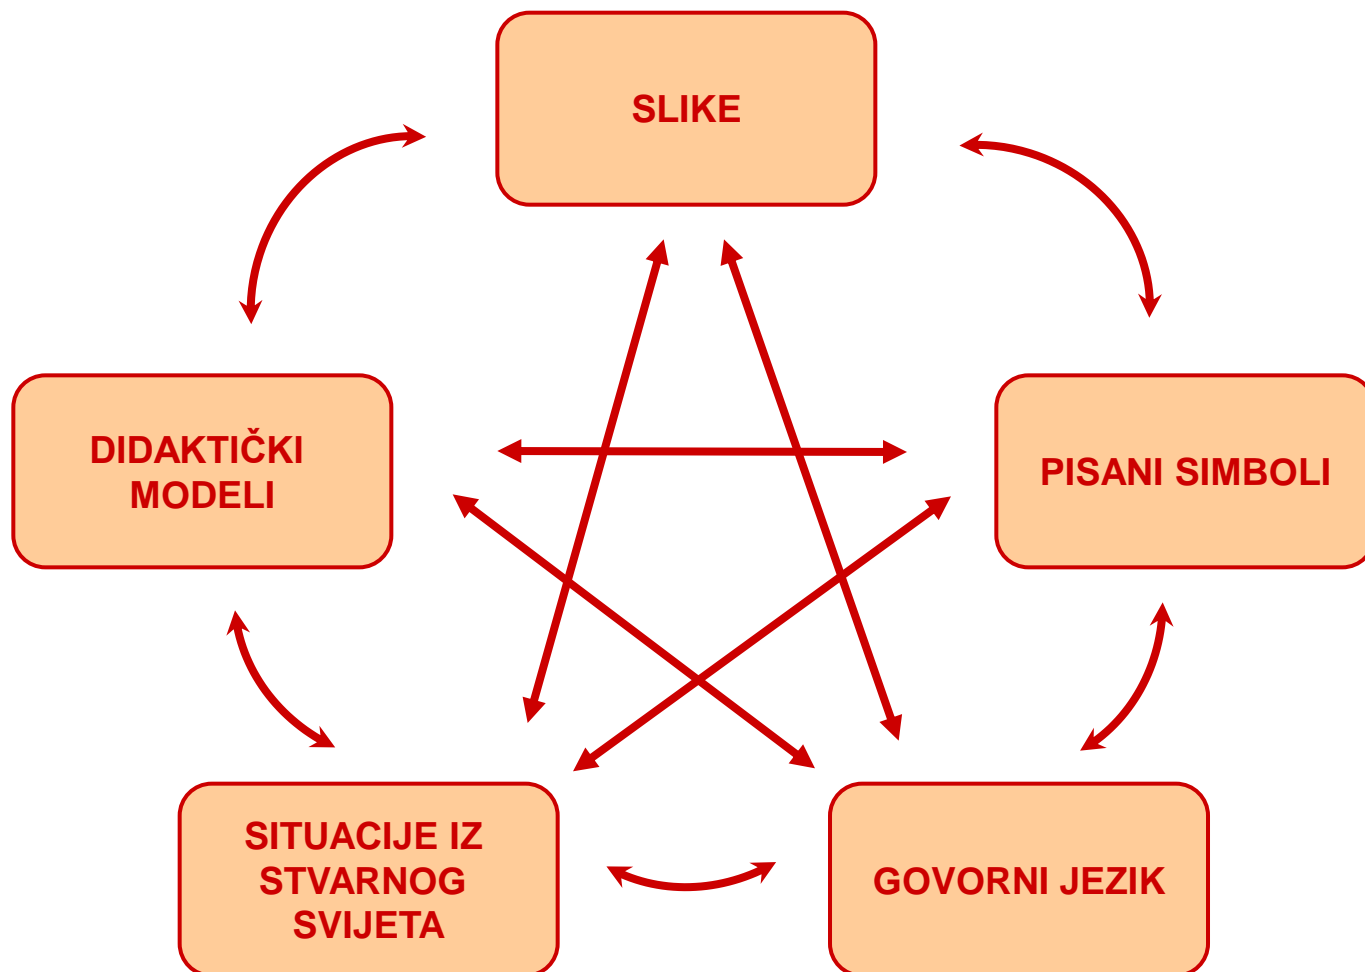 SLIKE
DIDAKTIČKI
MODELI
PISANI SIMBOLI
SITUACIJE IZ
STVARNOG
SVIJETA
GOVORNI JEZIK